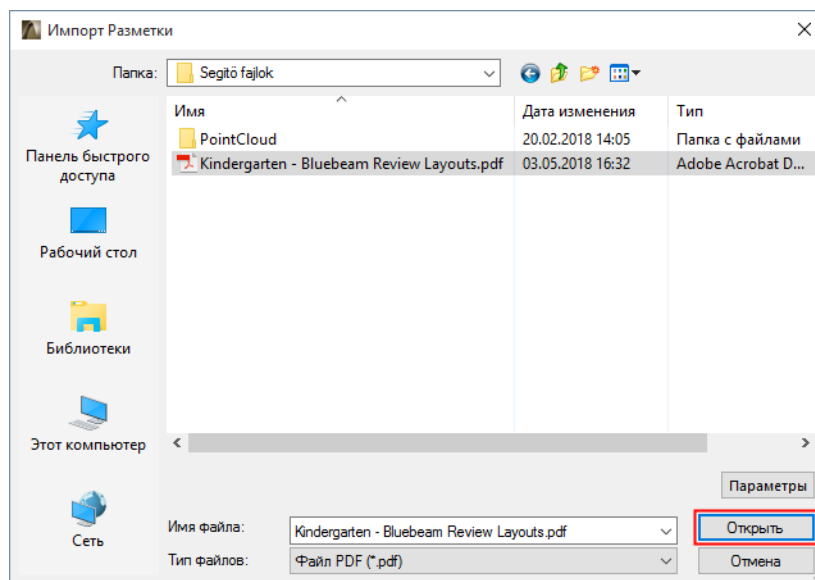 Импорт Разметки
Папка: Segitö fajlok
Имя Дата изменения Тип
PointCloud 20.02.2018 14:05 Папка с файлами
Kindergarten - Bluebeam Review Layouts.pdf 03.05.2018 16:32 Adobe Acrobat D...
Панель быстрого
доступа
Рабочий стол
Библиотеки
Этот компьютер
Сеть
Параметры
Имя файла: Kindergarten - Bluebeam Review Layouts.pdf Открыть
Тип файлов: Файл PDF (*.pdf) Отмена